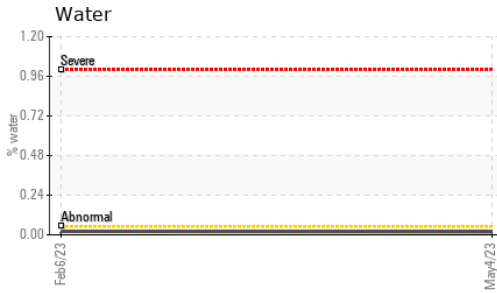 Water
1.20
Severe
0.96
0.72
% water
0.48
0.24
Abnormal
0.00
Feb6/23
May4/23